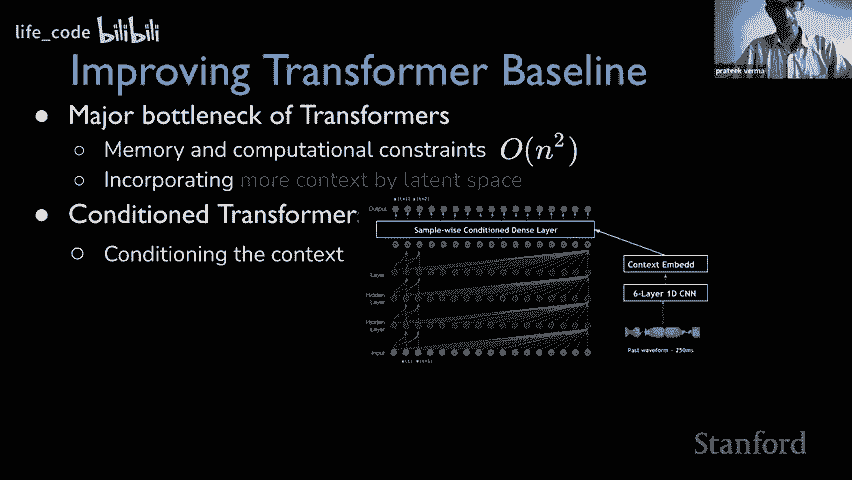 life_code bilibili
prateek verma
Improving Transformer Baseline
● Major bottleneck of Transformers
○ Memory and computational constraints O(n²)
○ Incorporating more context by latent space
● Conditioned Transformer
○ Conditioning the context
Output
Sample-wise Conditioned Dense Layer
Layer
Hidden
Layer
Hidden
Layer
Input
Context Embedd
6-Layer 1D CNN
Past waveform - 250ms
Stanford